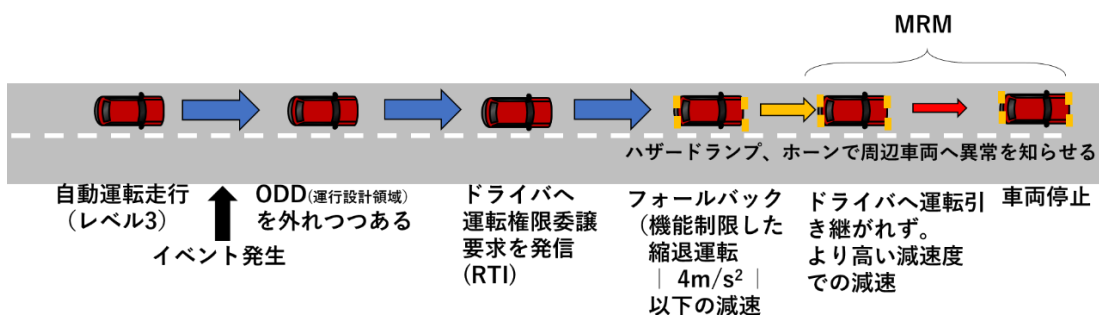 MRM
ハザードランプ、ホーンで周辺車両へ異常を知らせる
自動運転走行
（レベル3）
イベント発生
ODD(運行設計領域)
を外れつつある
ドライバへ
運転権限委譲
要求を発信
(RTI)
フォールバック
（機能制限した
縮退運転
｜4m/s²｜
以下の減速
ドライバへ運転引
き継がれず。
より高い減速度
での減速
車両停止